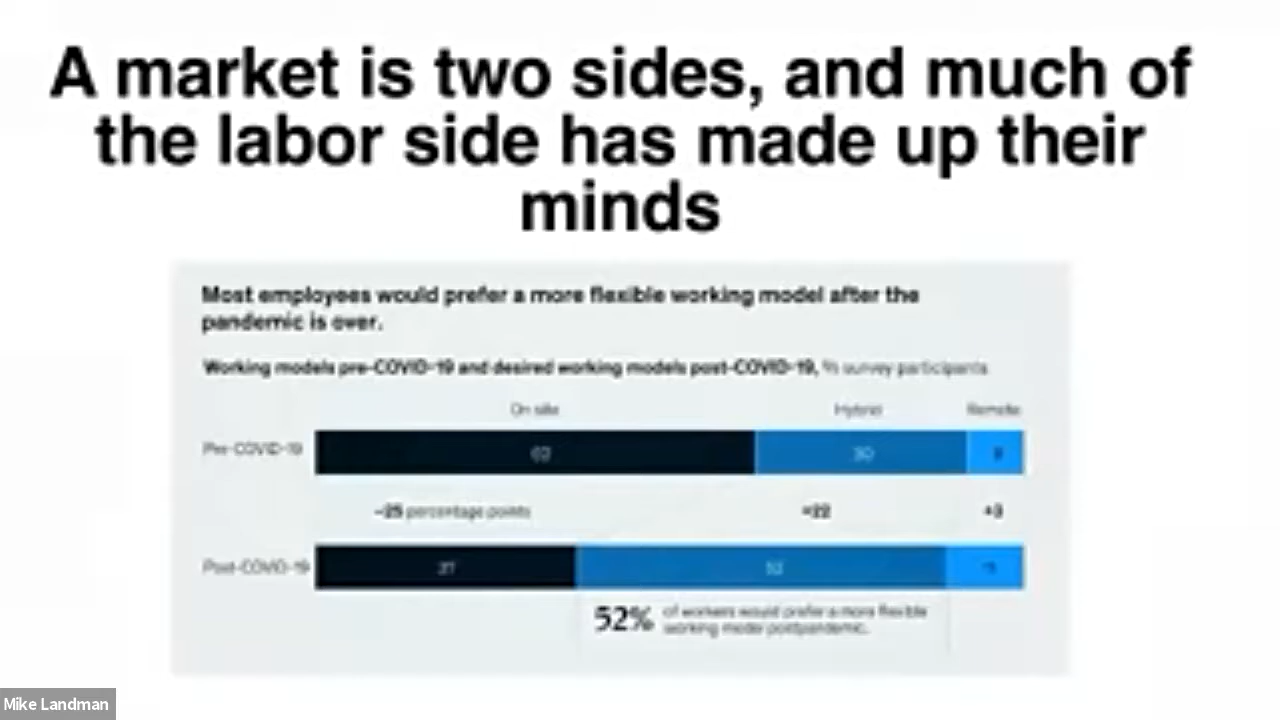 A market is two sides, and much of
the labor side has made up their
minds
Most employees would prefer a more flexible working model after the
pandemic is over.
Working models pre-COVID-19 and desired working models post-COVID-19, % survey participants
On site Hybrid Remote
Pre-COVID-19 62 30 8
-25 percentage points +22 +3
Post-COVID-19 37 52
52% of workers would prefer a more flexible
working model postpandemic.
Mike Landman